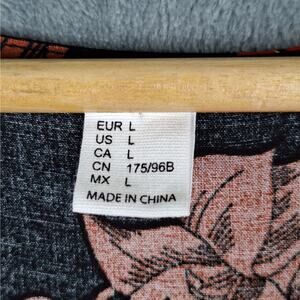 EUR L
US L
CA L
CN 175/96B
MX L
MADE IN CHINA